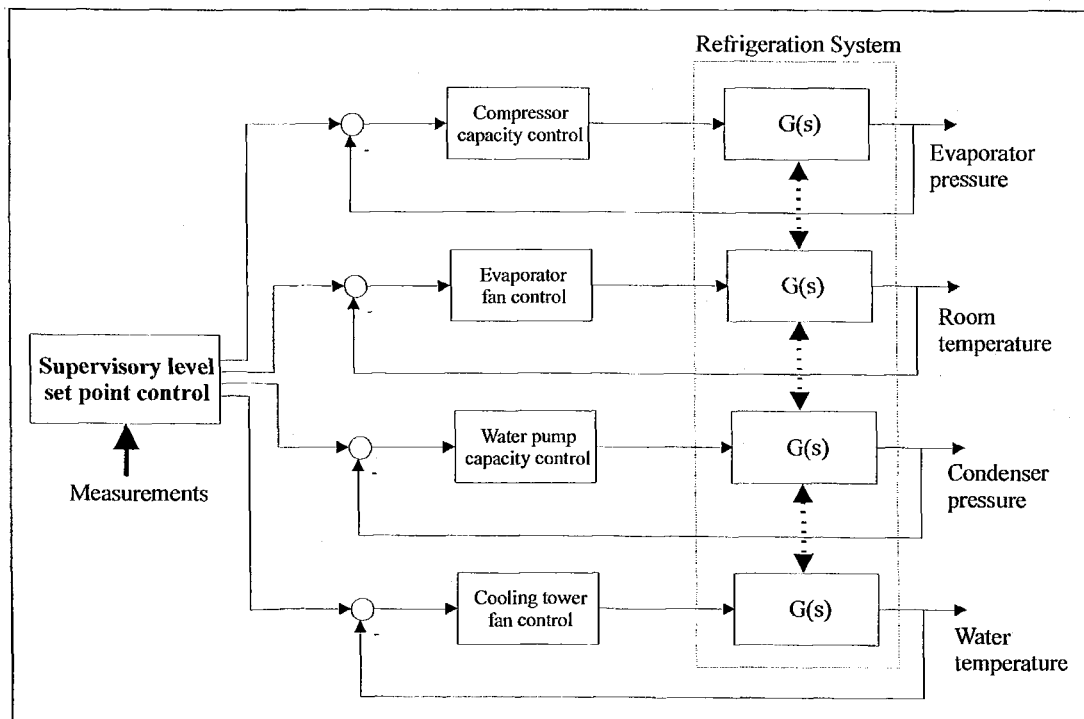 Refrigeration System
Compressor
capacity control
G(s)
Evaporator
pressure
-
Evaporator
fan control
G(s)
Room
temperature
-
Supervisory level
set point control
Measurements
Water pump
capacity control
G(s)
Condenser
pressure
-
Cooling tower
fan control
G(s)
Water
temperature
-